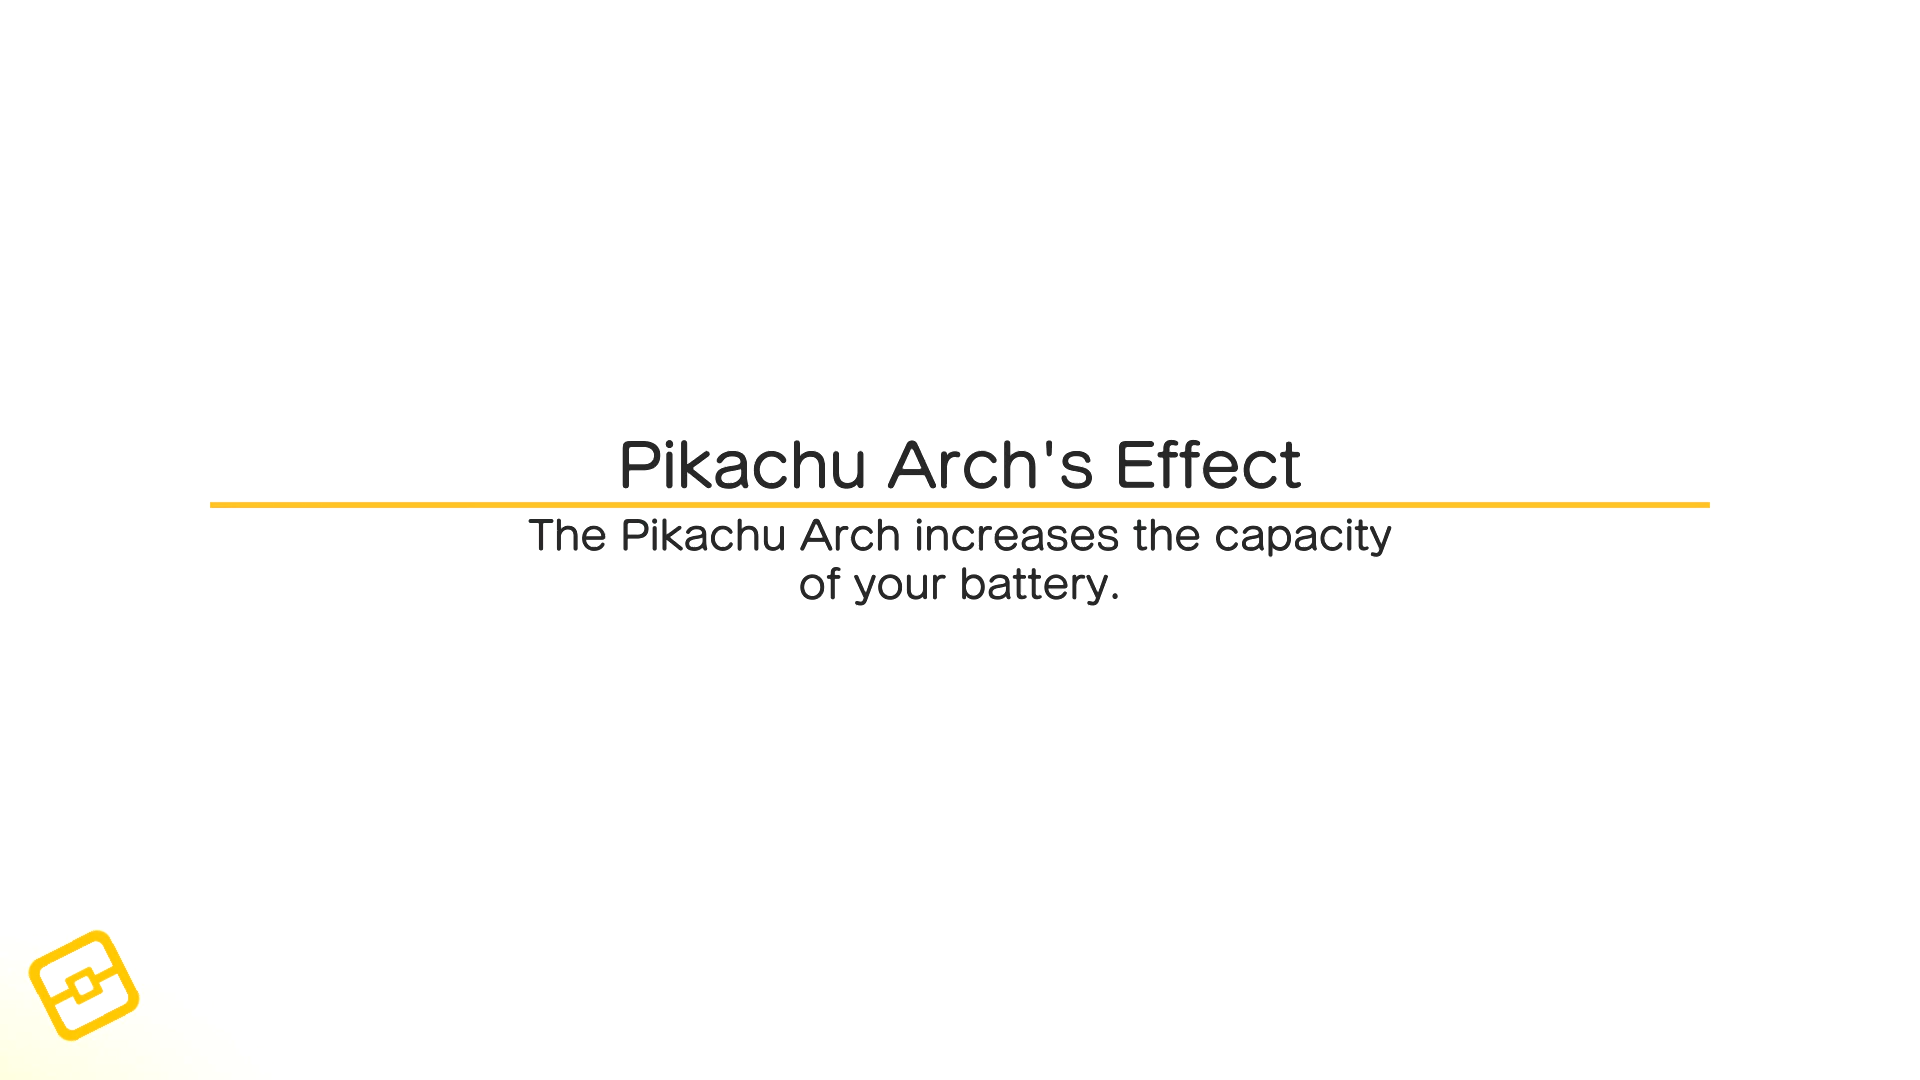 Pikachu Arch's Effect
The Pikachu Arch increases the capacity
of your battery.